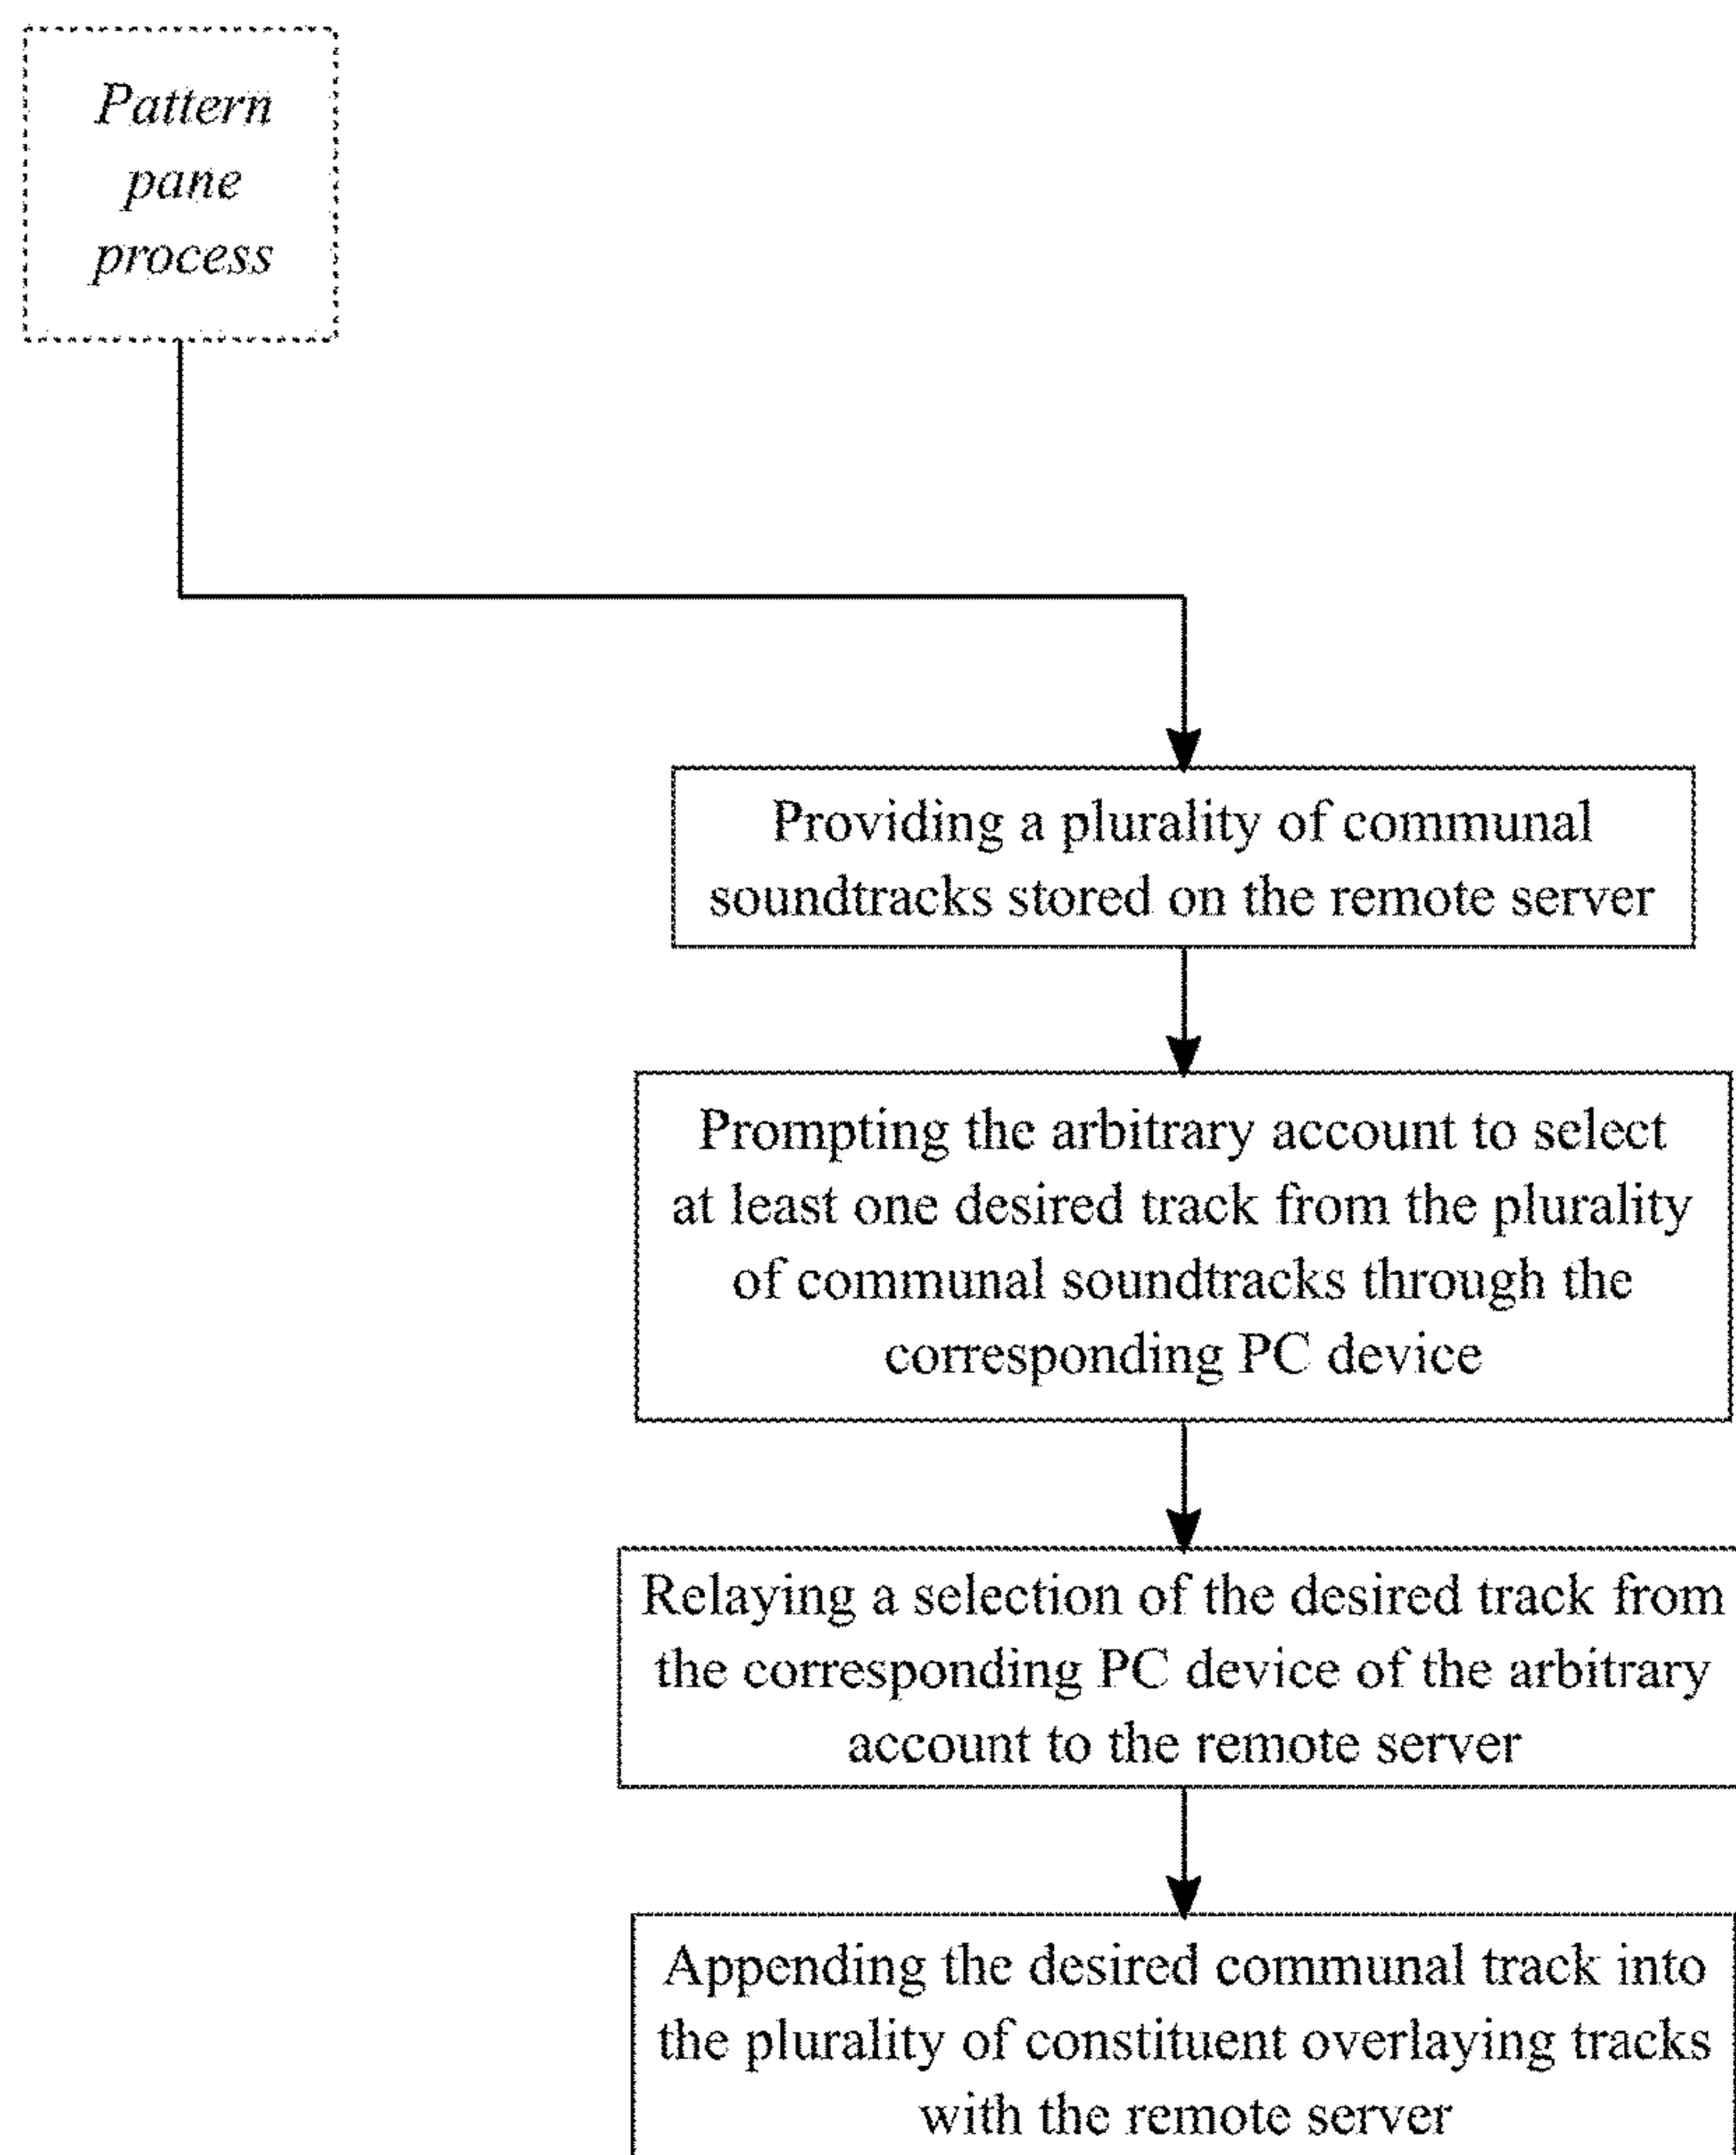 Pattern
pane
process
Providing a plurality of communal
soundtracks stored on the remote server
Prompting the arbitrary account to select
at least one desired track from the plurality
of communal soundtracks through the
corresponding PC device
Relaying a selection of the desired track from
the corresponding PC device of the arbitrary
account to the remote server
Appending the desired communal track into
the plurality of constituent overlaying tracks
with the remote server